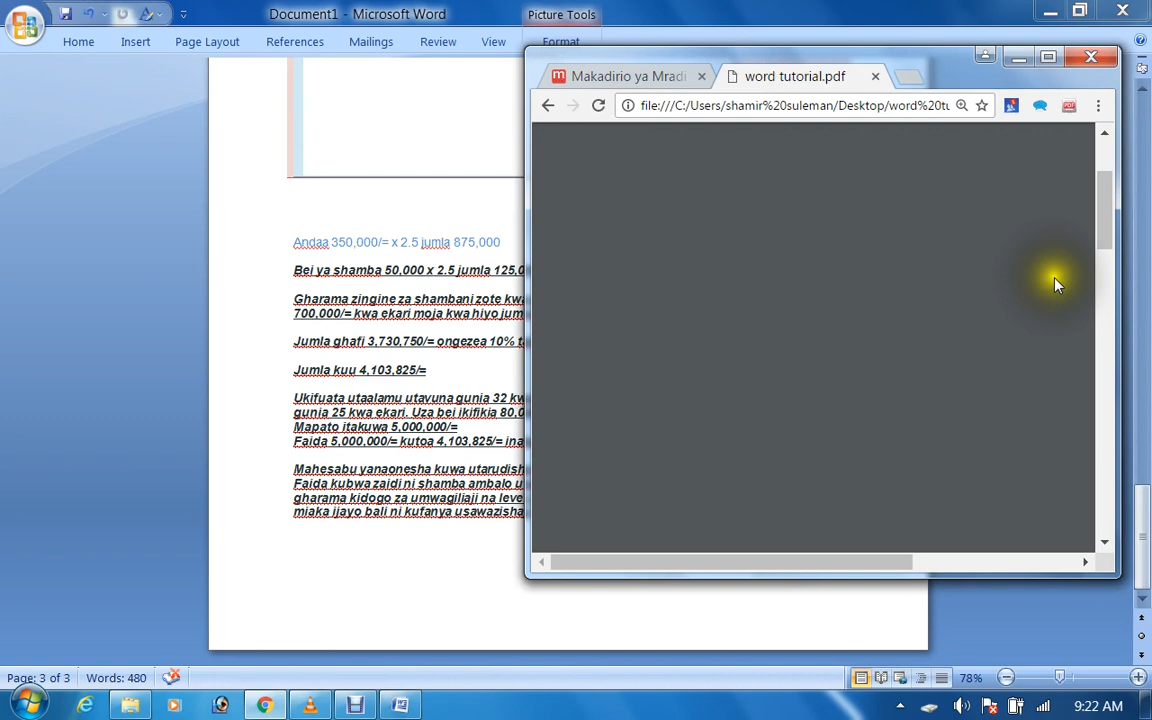 Document1 - Microsoft Word
Picture Tools
Home
Insert
Page Layout
References
Mailings
Review
View
Format
Makadirio ya Mradi
word tutorial.pdf
file:///C:/Users/shamir%20suleman/Desktop/word%20tu
Andaa 350,000/= x 2.5 jumla 875,000
Bei ya shamba 50,000 x 2.5 jumla 125,0
Gharama zingine za shambani zote kwa
700,000/= kwa ekari moja kwa hiyo jum
Jumla ghafi 3,730,750/= ongezea 10% ta
Jumla kuu 4,103,825/=
Ukifuata utaalamu utavuna gunia 32 kw
gunia 25 kwa ekari. Uza bei ikifikia 80,0
Mapato itakuwa 5,000,000/=
Faida 5,000,000/= kutoa 4,103,825/= ina
Mahesabu yanaonesha kuwa utarudish
Faida kubwa zaidi ni shamba ambalo u
gharama kidogo za umwagiliaji na leve
miaka ijayo bali ni kufanya usawazisha
Page: 3 of 3
Words: 480
78%
9:22 AM